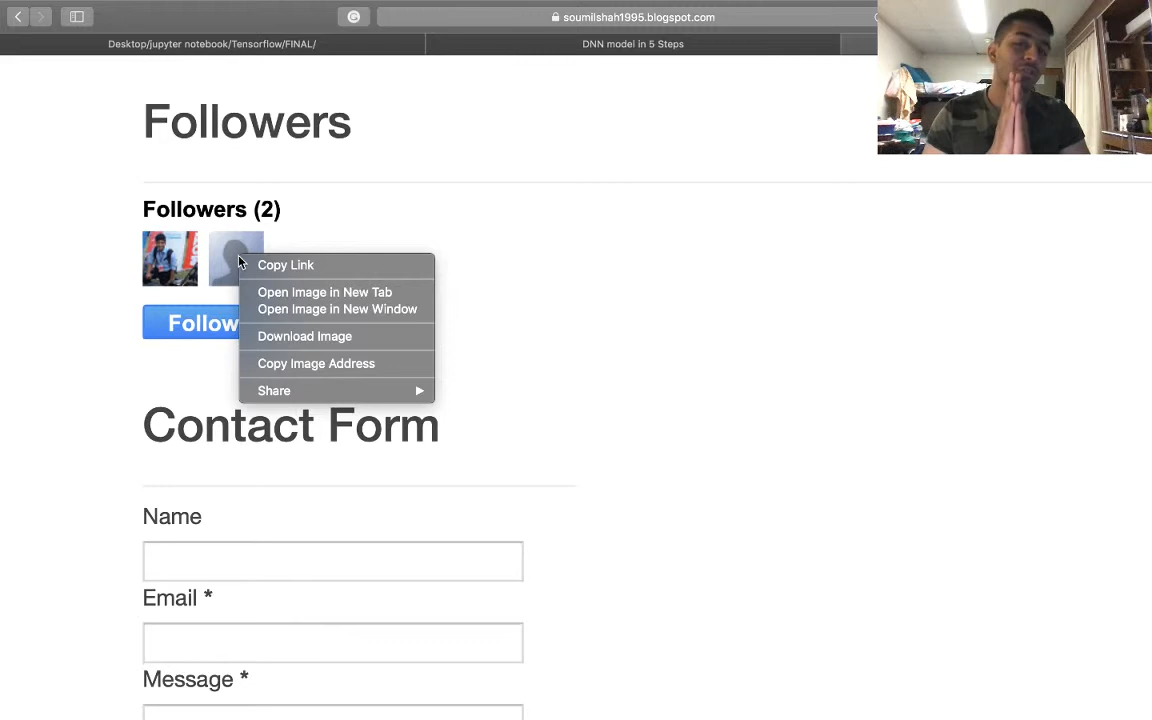 soumilshah1995.blogspot.com
Desktop/jupyter notebook/Tensorflow/FINAL/
DNN model in 5 Steps
Followers
Followers (2)
Copy Link
Open Image in New Tab
Open Image in New Window
Download Image
Copy Image Address
Share
Follow
Contact Form
Name
Email *
Message *